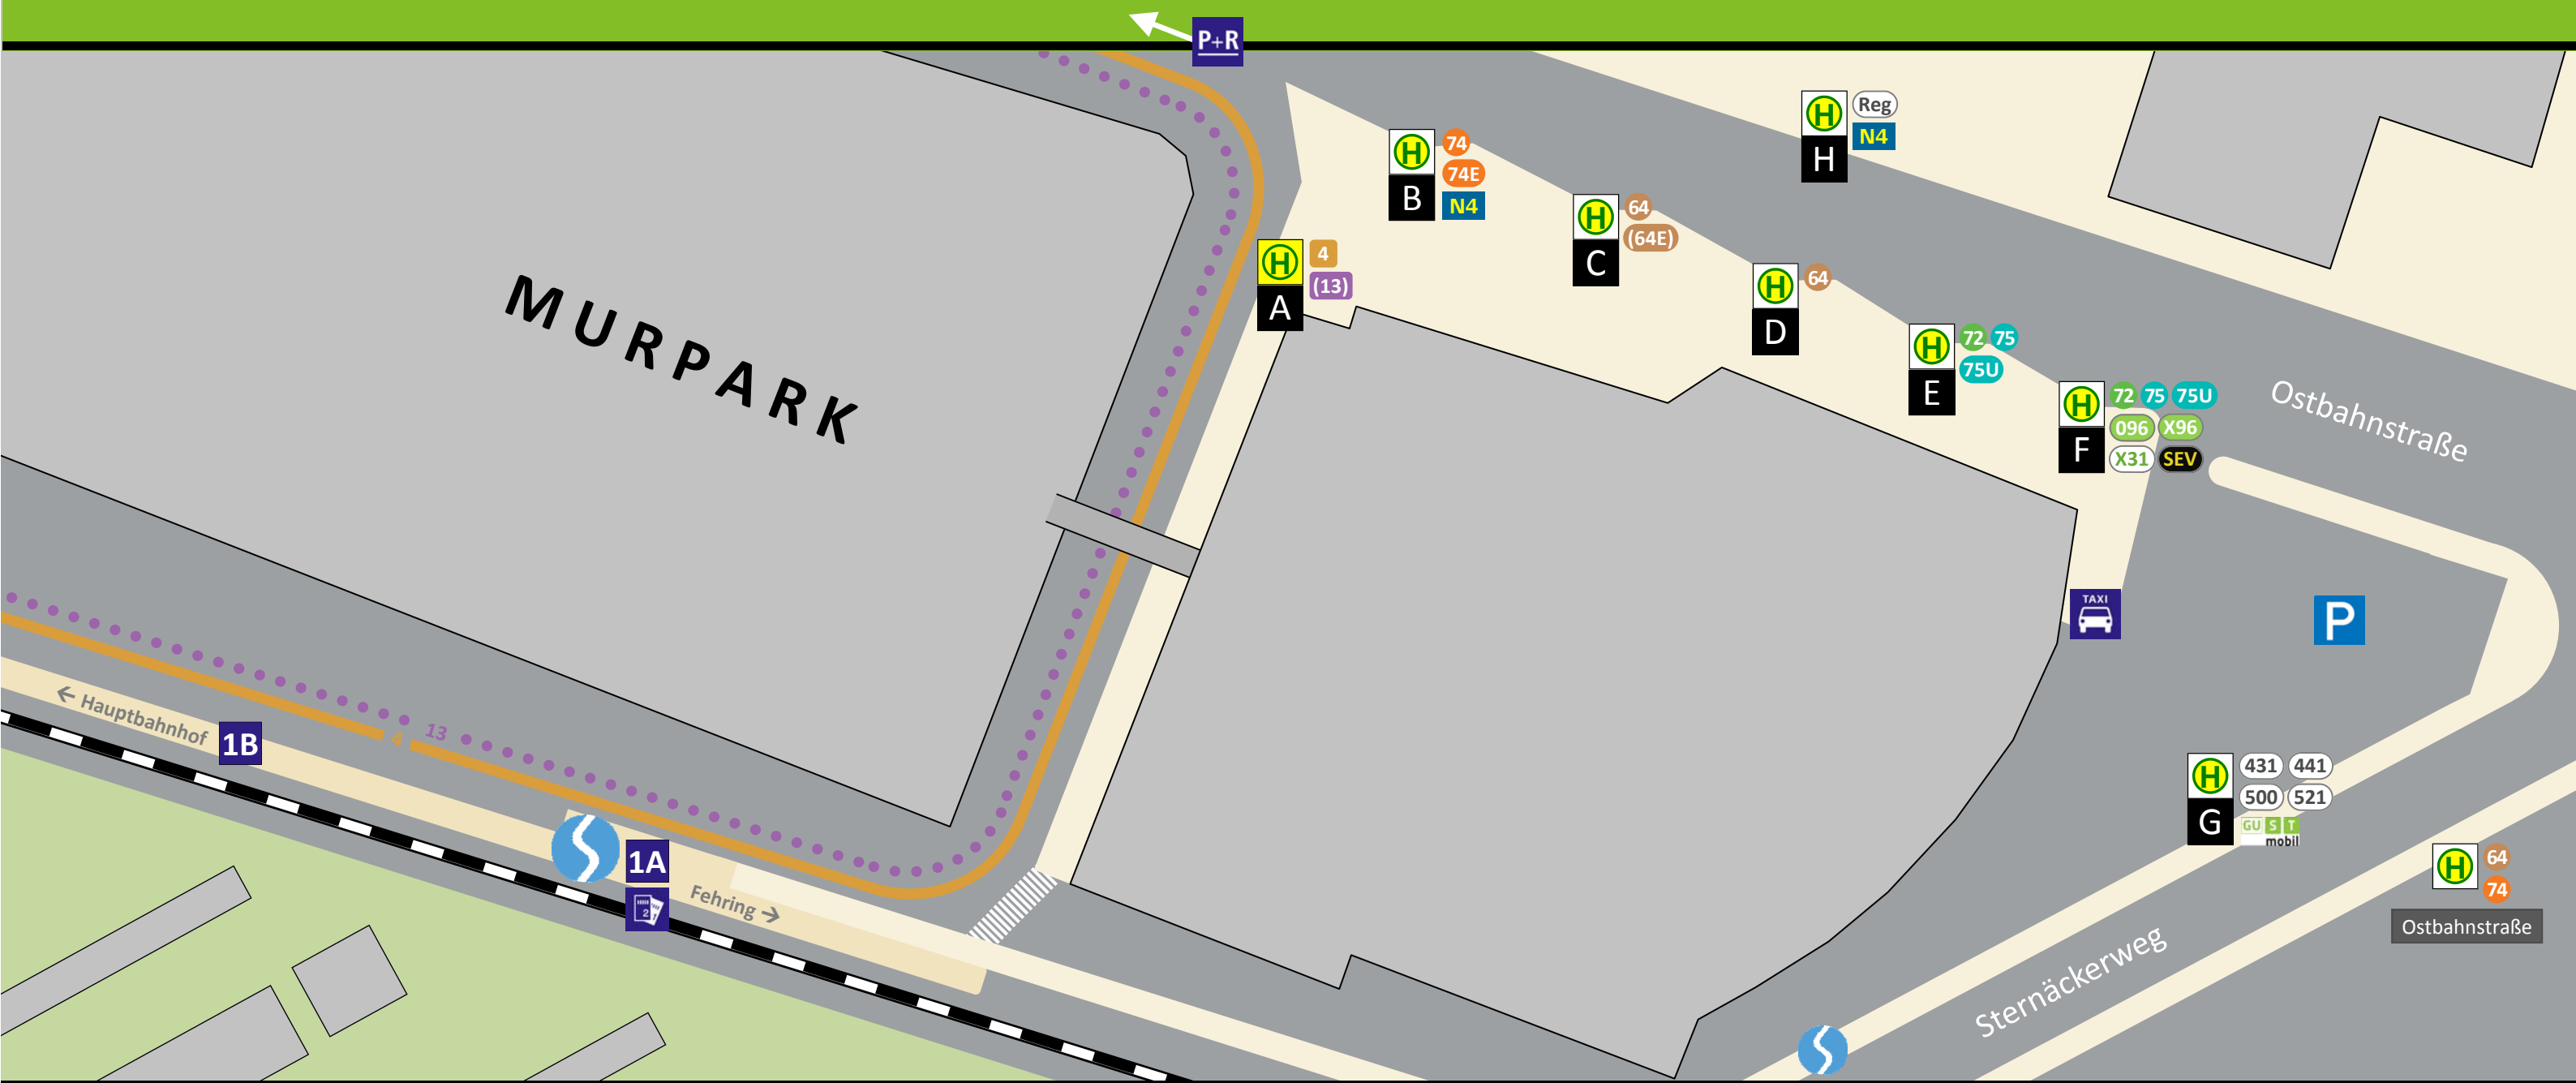 P+R
H Reg
N4
H
H 74
74E
B N4
H 64
(64E)
C
H 4
(13)
A
H 64
D
H 72 75
75U
E
H 72 75 75U
096 X96
F X31 SEV
MURPARK
Ostbahnstraße
TAXI
P
← Hauptbahnhof
1B
13
4
1A
2
Fehring →
H 431 441
500 521
G GUST
mobil
H 64
74
Ostbahnstraße
Sternäckerweg